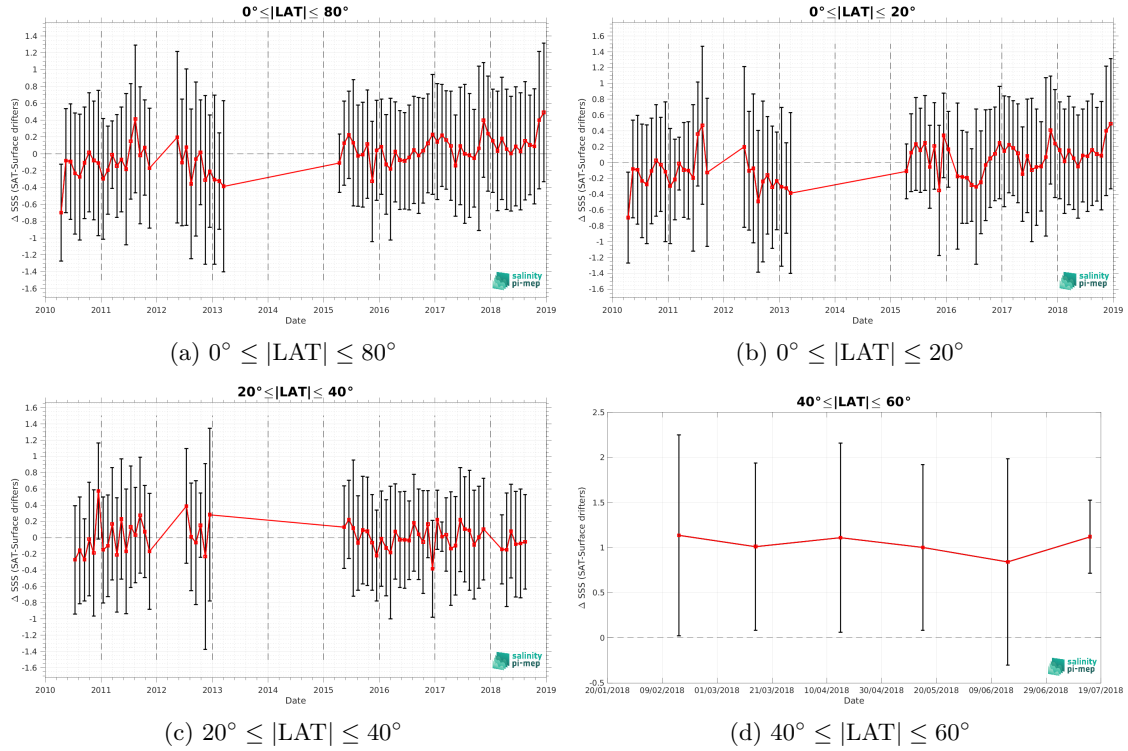 0°≤|LAT|≤ 80°
Δ SSS (SAT-Surface drifters)
1.4
1.2
1
0.8
0.6
0.4
0.2
0
-0.2
-0.4
-0.6
-0.8
-1
-1.2
-1.4
-1.6
2010 2011 2012 2013 2014 2015 2016 2017 2018 2019
Date
salinity
pi-mep
(a) 0° ≤ |LAT| ≤ 80°
0°≤|LAT|≤ 20°
Δ SSS (SAT-Surface drifters)
1.6
1.4
1.2
1
0.8
0.6
0.4
0.2
0
-0.2
-0.4
-0.6
-0.8
-1
-1.2
-1.4
-1.6
2010 2011 2012 2013 2014 2015 2016 2017 2018 2019
Date
salinity
pi-mep
(b) 0° ≤ |LAT| ≤ 20°
20°≤|LAT|≤ 40°
Δ SSS (SAT-Surface drifters)
1.6
1.4
1.2
1
0.8
0.6
0.4
0.2
0
-0.2
-0.4
-0.6
-0.8
-1
-1.2
-1.4
-1.6
2010 2011 2012 2013 2014 2015 2016 2017 2018 2019
Date
salinity
pi-mep
(c) 20° ≤ |LAT| ≤ 40°
40°≤|LAT|≤ 60°
Δ SSS (SAT-Surface drifters)
2.5
2
1.5
1
0.5
0
-0.5
20/01/2018 09/02/2018 01/03/2018 21/03/2018 10/04/2018 30/04/2018 20/05/2018 09/06/2018 29/06/2018 19/07/2018
Date
salinity
pi-mep
(d) 40° ≤ |LAT| ≤ 60°